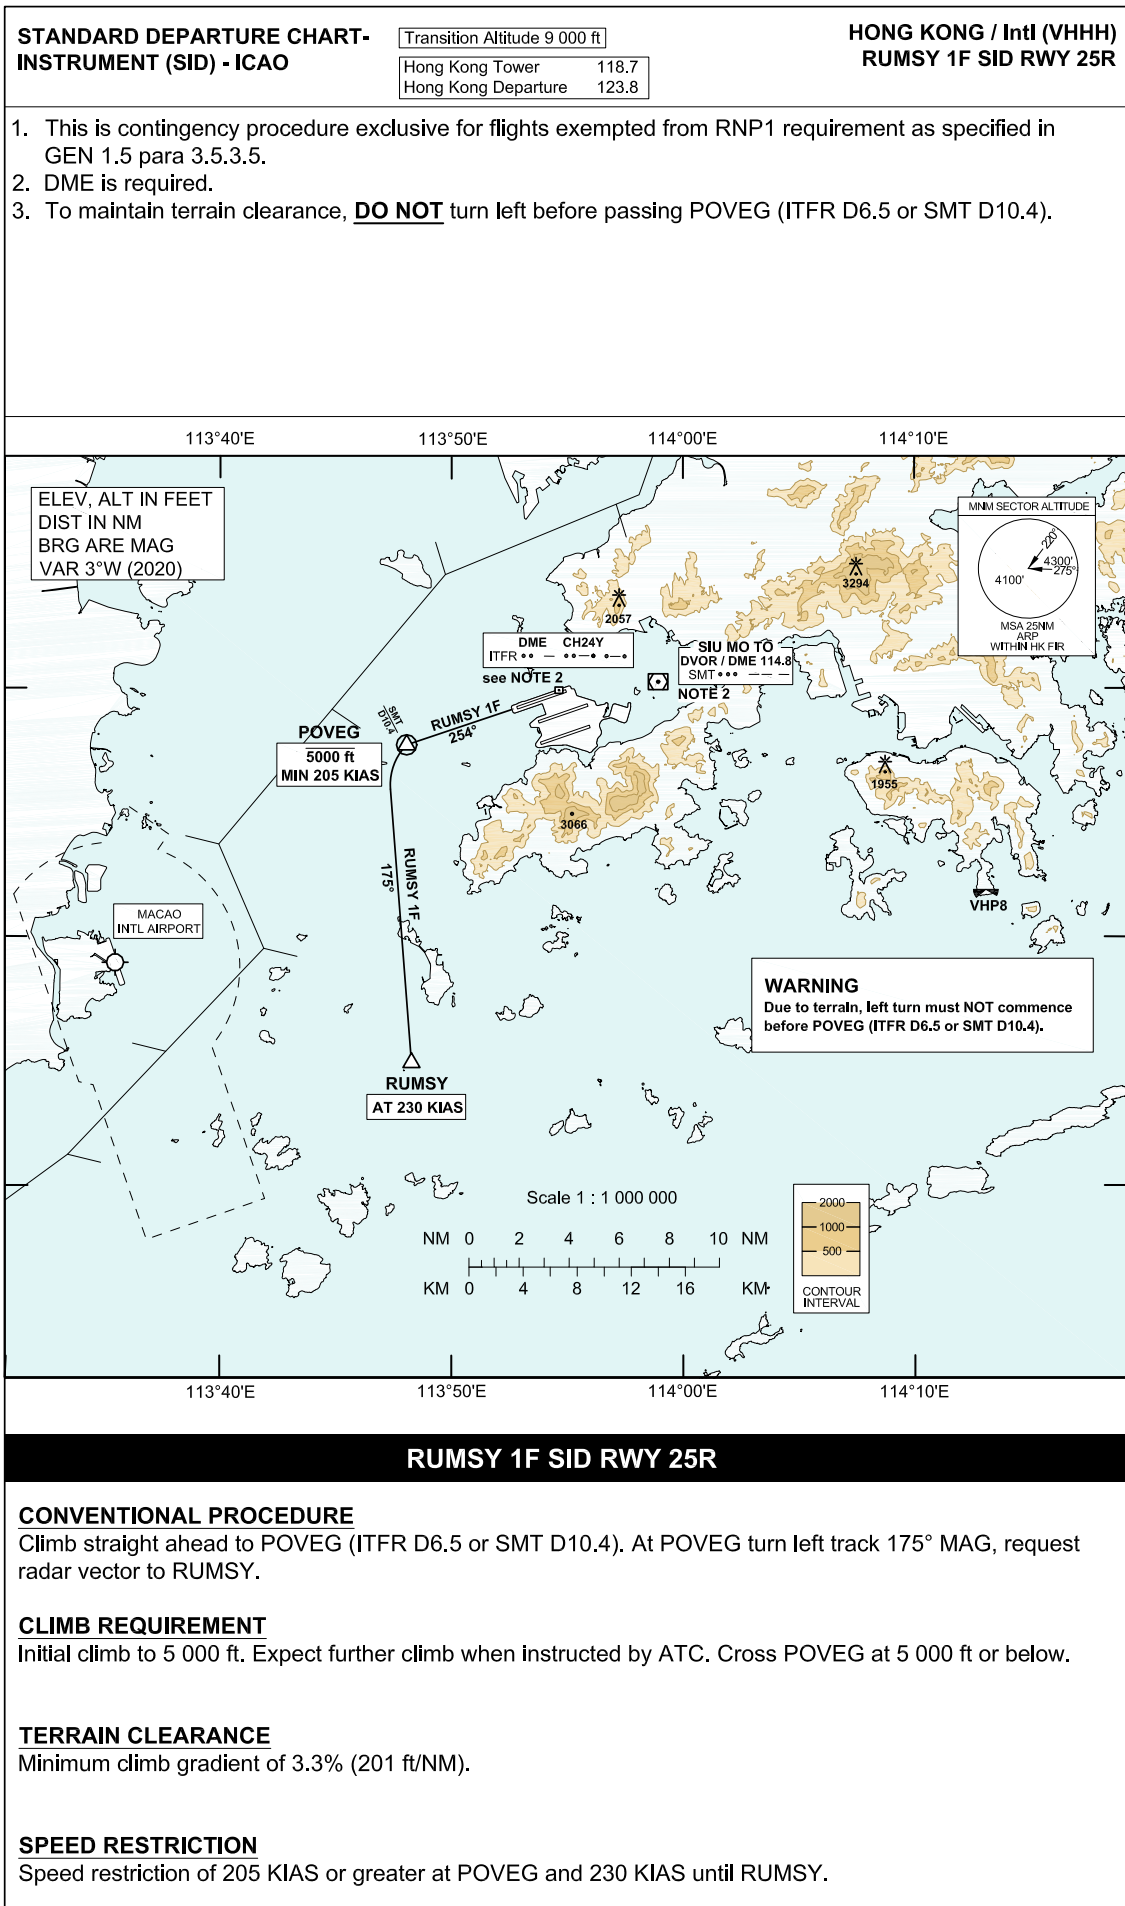 STANDARD DEPARTURE CHART-
INSTRUMENT (SID) - ICAO
Transition Altitude 9 000 ft
Hong Kong Tower 118.7
Hong Kong Departure 123.8
HONG KONG / Intl (VHHH)
RUMSY 1F SID RWY 25R
1. This is contingency procedure exclusive for flights exempted from RNP1 requirement as specified in
GEN 1.5 para 3.5.3.5.
2. DME is required.
3. To maintain terrain clearance, DO NOT turn left before passing POVEG (ITFR D6.5 or SMT D10.4).
113°40'E 113°50'E 114°00'E 114°10'E
ELEV, ALT IN FEET
DIST IN NM
BRG ARE MAG
VAR 3°W (2020)
MNM SECTOR ALTITUDE
220°
4300'
275°
4100'
MSA 25NM
ARP
WITHIN HK FIR
3294
2057
DME CH24Y
ITFR
see NOTE 2
SIU MO TO
DVOR / DME 114.8
SMT
NOTE 2
SMT
D10.4
RUMSY 1F
254°
POVEG
5000 ft
MIN 205 KIAS
1955
3066
RUMSY 1F
175°
VHP8
MACAO
INTL AIRPORT
WARNING
Due to terrain, left turn must NOT commence
before POVEG (ITFR D6.5 or SMT D10.4).
RUMSY
AT 230 KIAS
Scale 1 : 1 000 000
NM 0 2 4 6 8 10 NM
KM 0 4 8 12 16 KM
2000
1000
500
CONTOUR
INTERVAL
113°40'E 113°50'E 114°00'E 114°10'E
RUMSY 1F SID RWY 25R
CONVENTIONAL PROCEDURE
Climb straight ahead to POVEG (ITFR D6.5 or SMT D10.4). At POVEG turn left track 175° MAG, request
radar vector to RUMSY.
CLIMB REQUIREMENT
Initial climb to 5 000 ft. Expect further climb when instructed by ATC. Cross POVEG at 5 000 ft or below.
TERRAIN CLEARANCE
Minimum climb gradient of 3.3% (201 ft/NM).
SPEED RESTRICTION
Speed restriction of 205 KIAS or greater at POVEG and 230 KIAS until RUMSY.